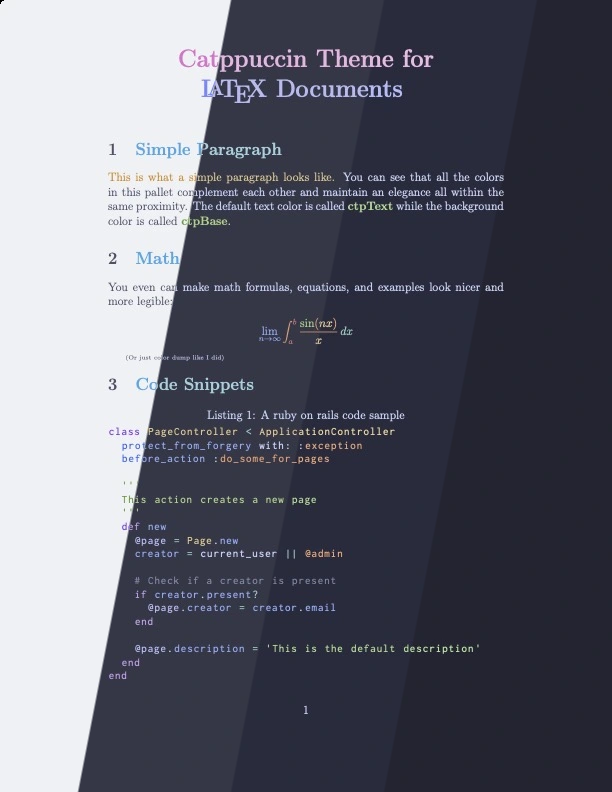 Catppuccin Theme for
LATEX Documents
1 Simple Paragraph
This is what a simple paragraph looks like. You can see that all the colors
in this pallet complement each other and maintain an elegance all within the
same proximity. The default text color is called ctpText while the background
color is called ctpBase.
2 Math
You even can make math formulas, equations, and examples look nicer and
more legible:
lim n→∞ ∫_a^b sin(nx)/x dx
(Or just color dump like I did)
3 Code Snippets
Listing 1: A ruby on rails code sample
class PageController < ApplicationController
  protect_from_forgery with: :exception
  before_action :do_some_for_pages
  '''
  This action creates a new page
  '''
  def new
    @page = Page.new
    creator = current_user || @admin
    # Check if a creator is present
    if creator.present?
      @page.creator = creator.email
    end
    @page.description = 'This is the default description'
  end
end
1